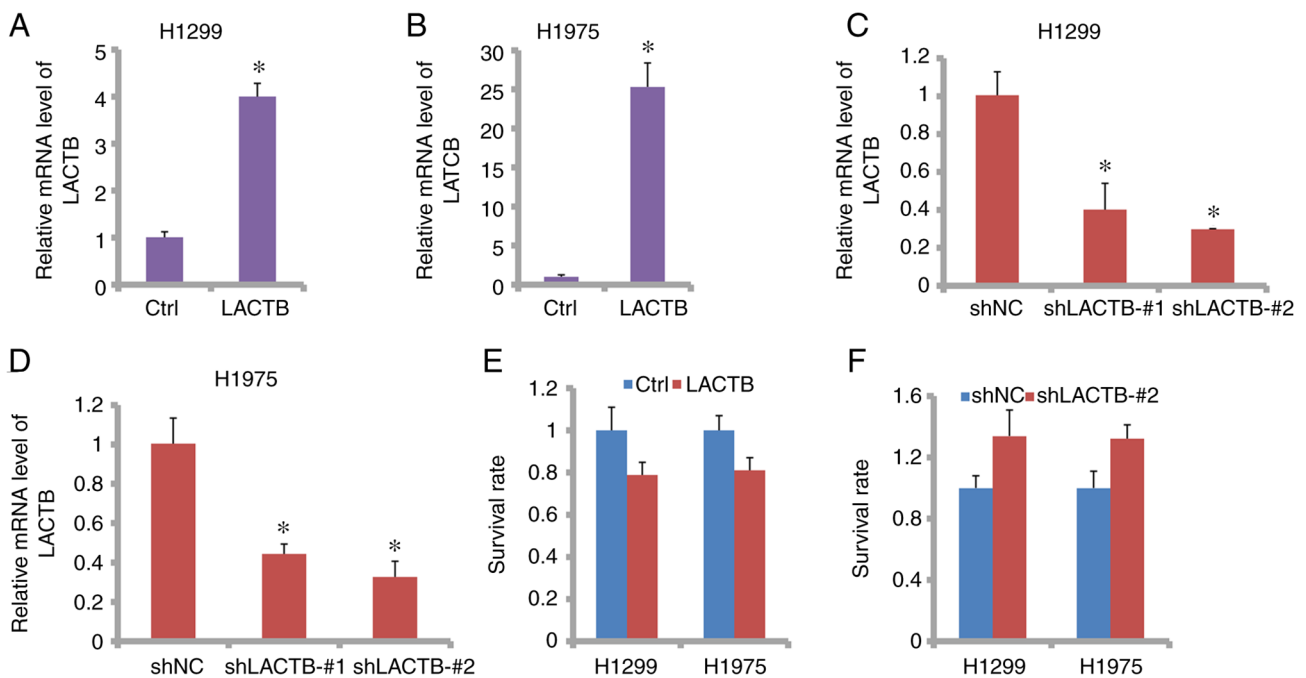 A
H1299
Relative mRNA level of
LACTB
5
4
3
2
1
0
*
Ctrl
LACTB
B
H1975
Relative mRNA level of
LATCB
30
25
20
15
10
5
0
*
Ctrl
LACTB
C
H1299
Relative mRNA level of
LACTB
1.2
1
0.8
0.6
0.4
0.2
0
*
*
shNC
shLACTB-#1
shLACTB-#2
D
H1975
Relative mRNA level of
LACTB
1.2
1
0.8
0.6
0.4
0.2
0
*
*
shNC
shLACTB-#1
shLACTB-#2
E
Ctrl LACTB
Survival rate
1.2
1
0.8
0.6
0.4
0.2
0
H1299
H1975
F
shNC shLACTB-#2
Survival rate
1.6
1.2
0.8
0.4
0
H1299
H1975